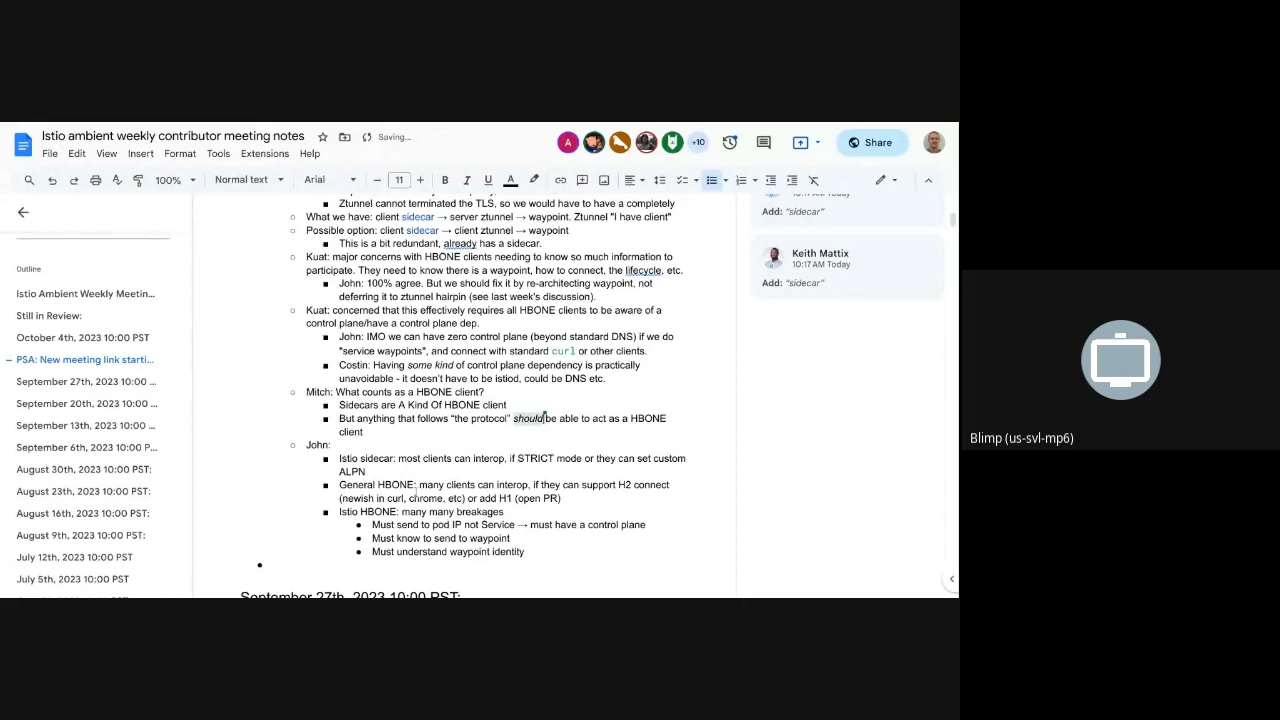 Istio ambient weekly contributor meeting notes
Saving...
+10
Share
File Edit View Insert Format Tools Extensions Help
100%
Normal text
Arial
11
Outline
Istio Ambient Weekly Meetin...
Still in Review:
October 4th, 2023 10:00 PST
PSA: New meeting link starti...
September 27th, 2023 10:00 ...
September 20th, 2023 10:00 ...
September 13th, 2023 10:00 ...
September 6th, 2023 10:00 P...
August 30th, 2023 10:00 PST:
August 23rd, 2023 10:00 PST:
August 16th, 2023 10:00 PST:
August 9th, 2023 10:00 PST:
July 12th, 2023 10:00 PST
July 5th, 2023 10:00 PST
Ztunnel cannot terminated the TLS, so we would have to have a completely
What we have: client sidecar → server ztunnel → waypoint. Ztunnel "I have client"
Possible option: client sidecar → client ztunnel → waypoint
This is a bit redundant, already has a sidecar.
Kuat: major concerns with HBONE clients needing to know so much information to
participate. They need to know there is a waypoint, how to connect, the lifecycle, etc.
John: 100% agree. But we should fix it by re-architecting waypoint, not
deferring it to ztunnel hairpin (see last week's discussion).
Kuat: concerned that this effectively requires all HBONE clients to be aware of a
control plane/have a control plane dep.
John: IMO we can have zero control plane (beyond standard DNS) if we do
"service waypoints", and connect with standard curl or other clients.
Costin: Having some kind of control plane dependency is practically
unavoidable - it doesn't have to be istiod, could be DNS etc.
Mitch: What counts as a HBONE client?
Sidecars are A Kind Of HBONE client
But anything that follows “the protocol” should be able to act as a HBONE
client
John:
Istio sidecar: most clients can interop, if STRICT mode or they can set custom
ALPN
General HBONE: many clients can interop, if they can support H2 connect
(newish in curl, chrome, etc) or add H1 (open PR)
Istio HBONE: many many breakages
Must send to pod IP not Service → must have a control plane
Must know to send to waypoint
Must understand waypoint identity
September 27th, 2023 10:00 PST:
Add: “sidecar”
Keith Mattix
10:17 AM Today
Add: “sidecar”
Blimp (us-svl-mp6)